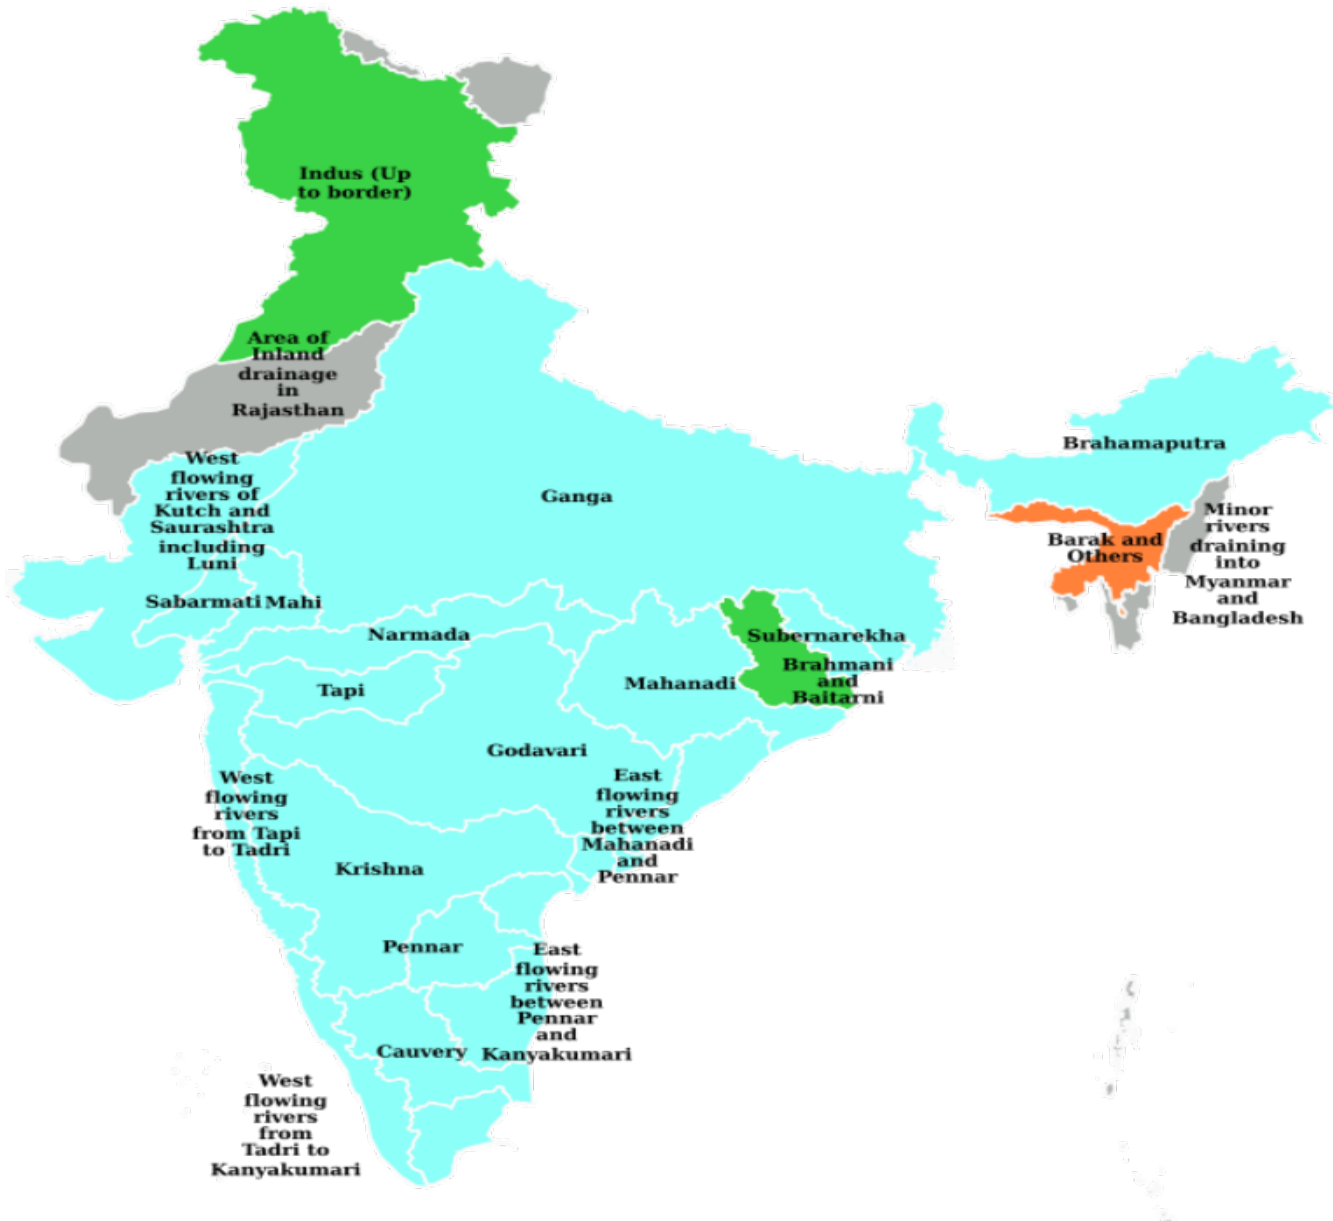 Indus (Up
to border)
Area of
Inland
drainage
in
Rajasthan
West
flowing
rivers of
Kutch and
Saurashtra
including
Luni
Ganga
Brahamaputra
Barak and
Others
Minor
rivers
draining
into
Myanmar
and
Bangladesh
Sabarmati
Mahi
Narmada
Subernarekha
Brahmani
and
Baitarni
Tapi
Mahanadi
Godavari
West
flowing
rivers
from Tapi
to Tadri
East
flowing
rivers
between
Mahanadi
and
Pennar
Krishna
Pennar
East
flowing
rivers
between
Pennar
and
Kanyakumari
Cauvery
West
flowing
rivers
from
Tadri to
Kanyakumari